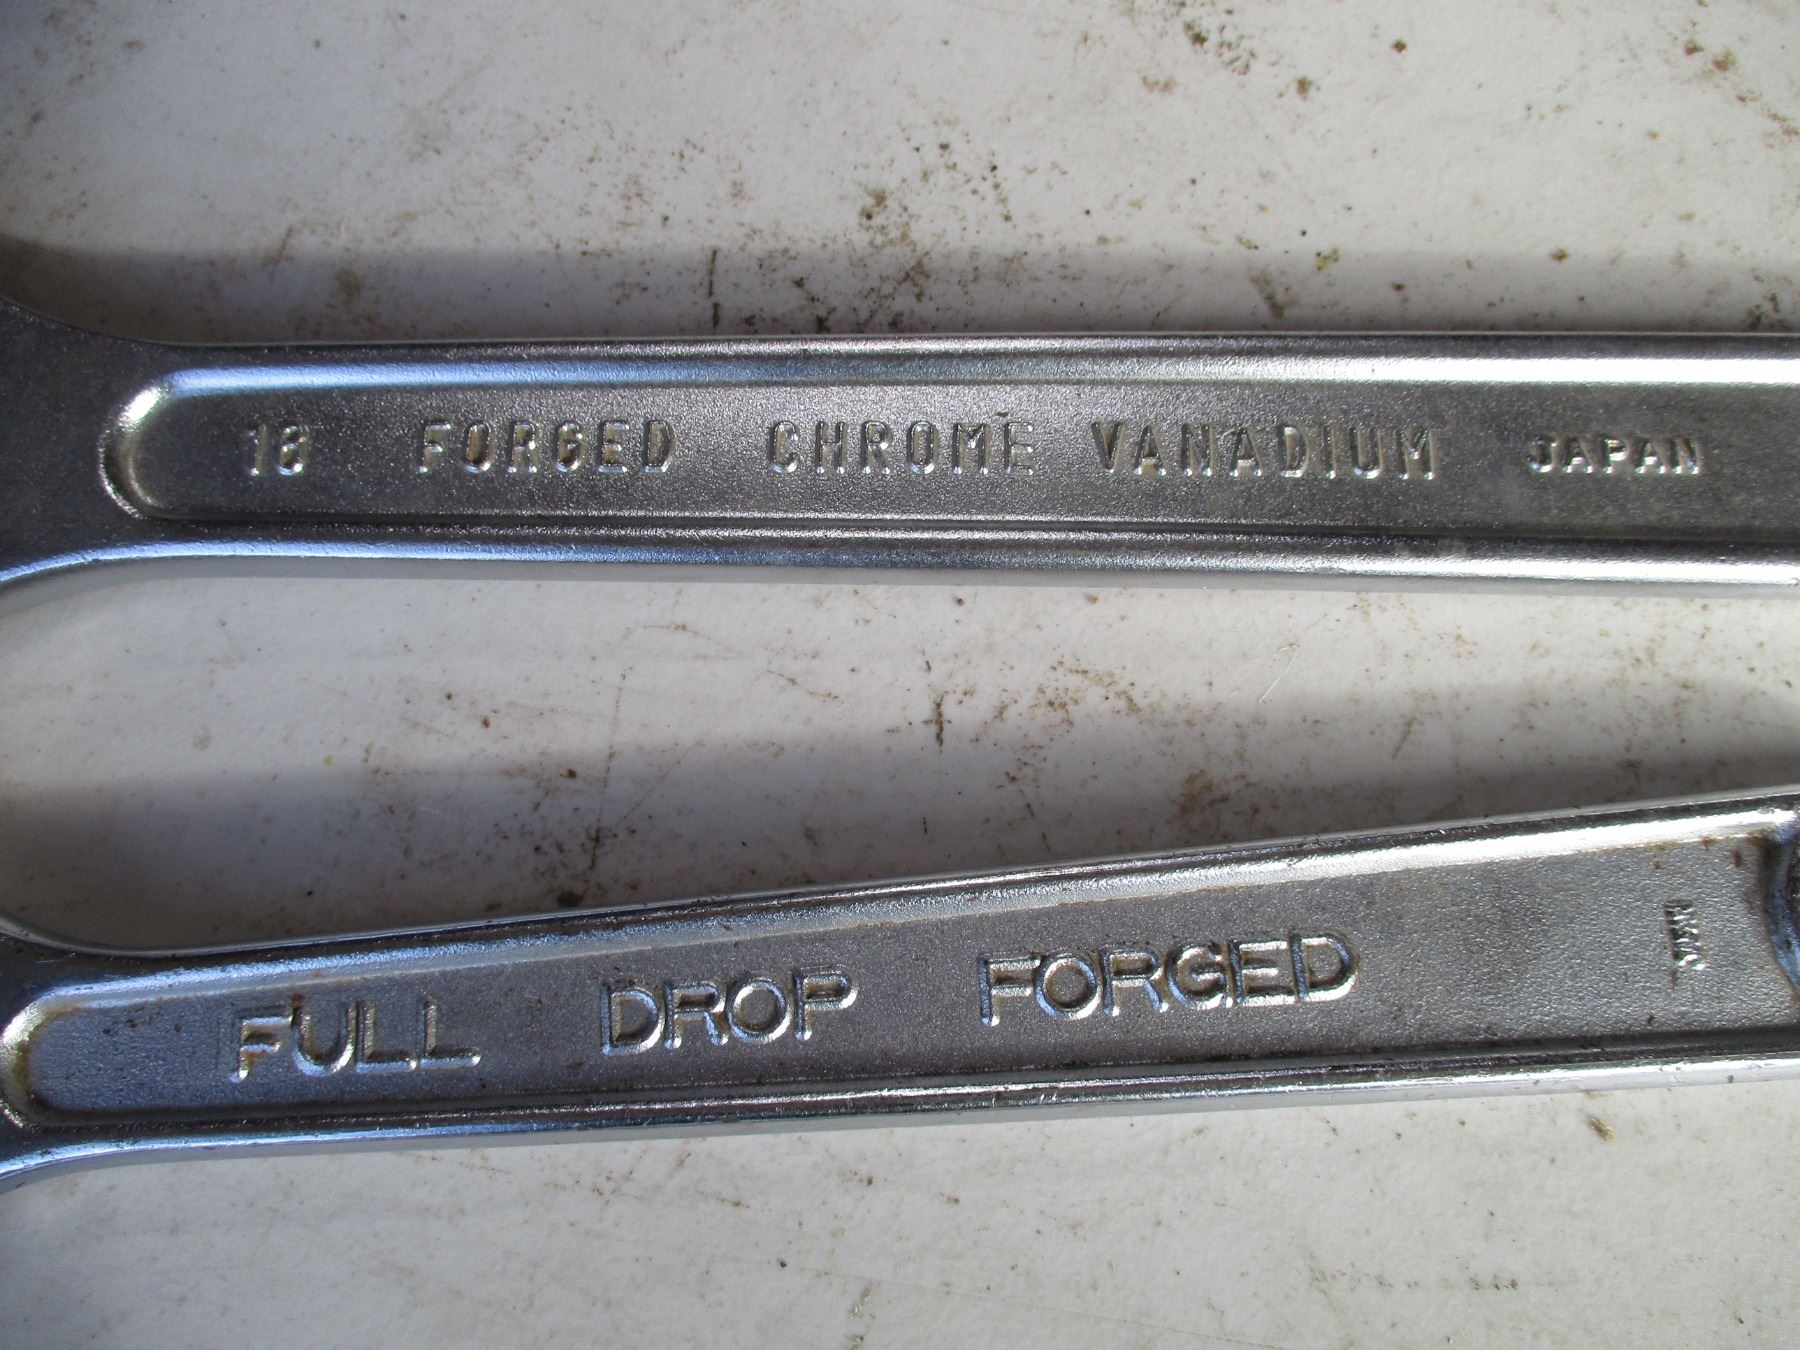 18 FORGED CHROME VANADIUM JAPAN
FULL DROP FORGED